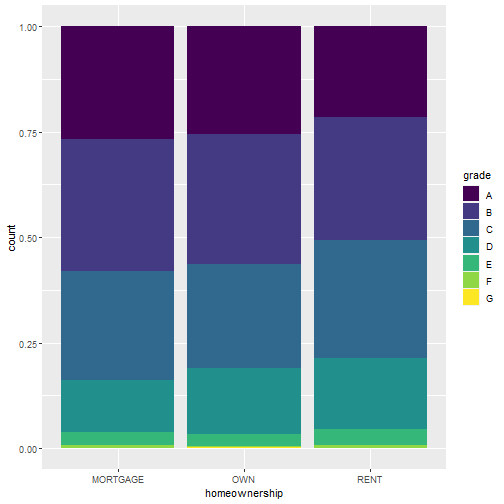 1.00
0.75
0.50
0.25
0.00
count
MORTGAGE OWN RENT
homeownership
grade
A
B
C
D
E
F
G